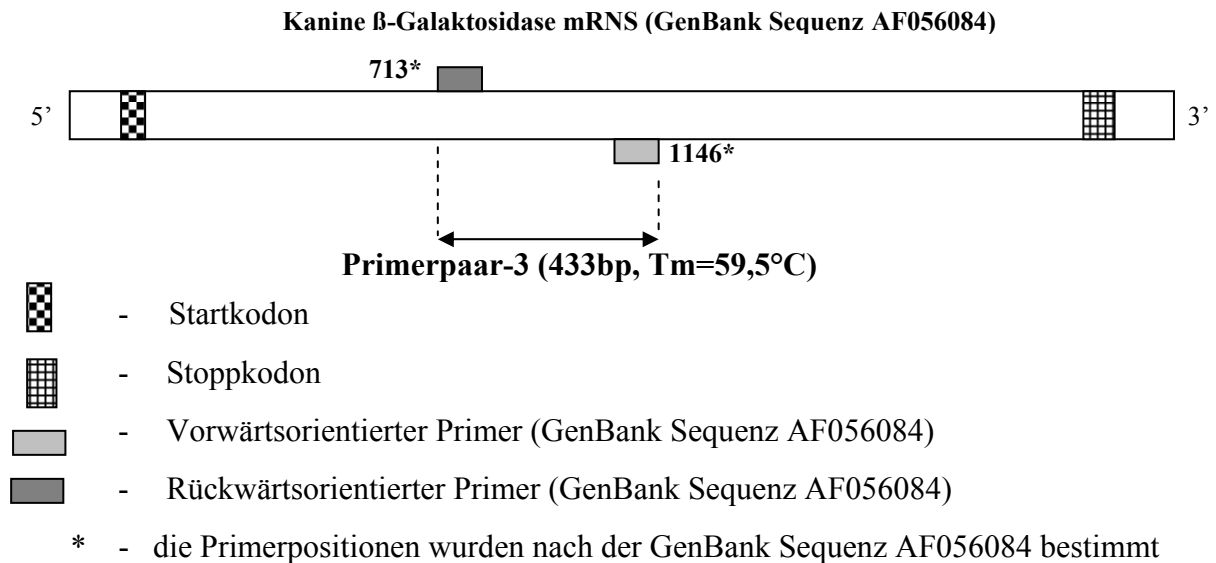 Kanine ß-Galaktosidase mRNS (GenBank Sequenz AF056084)
713*
5’
3’
1146*
Primerpaar-3 (433bp, Tm=59,5°C)
- Startkodon
- Stoppkodon
- Vorwärtsorientierter Primer (GenBank Sequenz AF056084)
- Rückwärtsorientierter Primer (GenBank Sequenz AF056084)
* - die Primerpositionen wurden nach der GenBank Sequenz AF056084 bestimmt